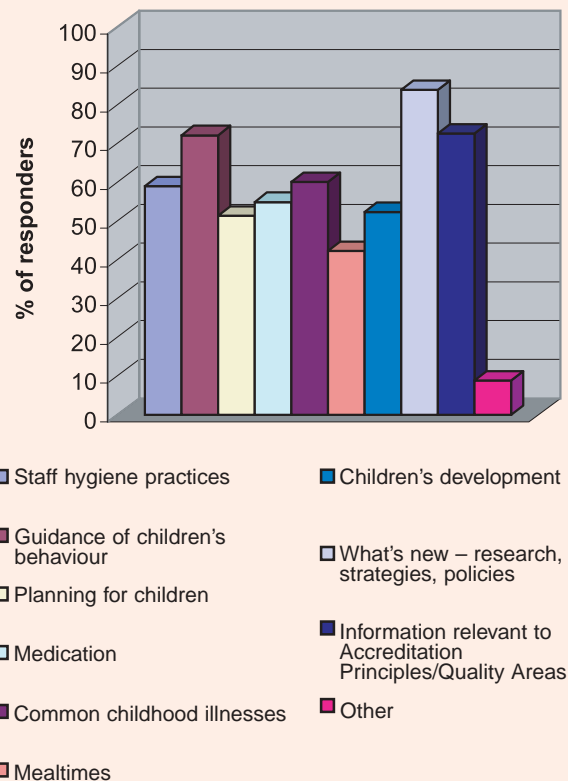 % of responders
100
90
80
70
60
50
40
30
20
10
0
Staff hygiene practices
Guidance of children's
behaviour
Planning for children
Medication
Common childhood illnesses
Mealtimes
Children's development
What's new – research,
strategies, policies
Information relevant to
Accreditation
Principles/Quality Areas
Other